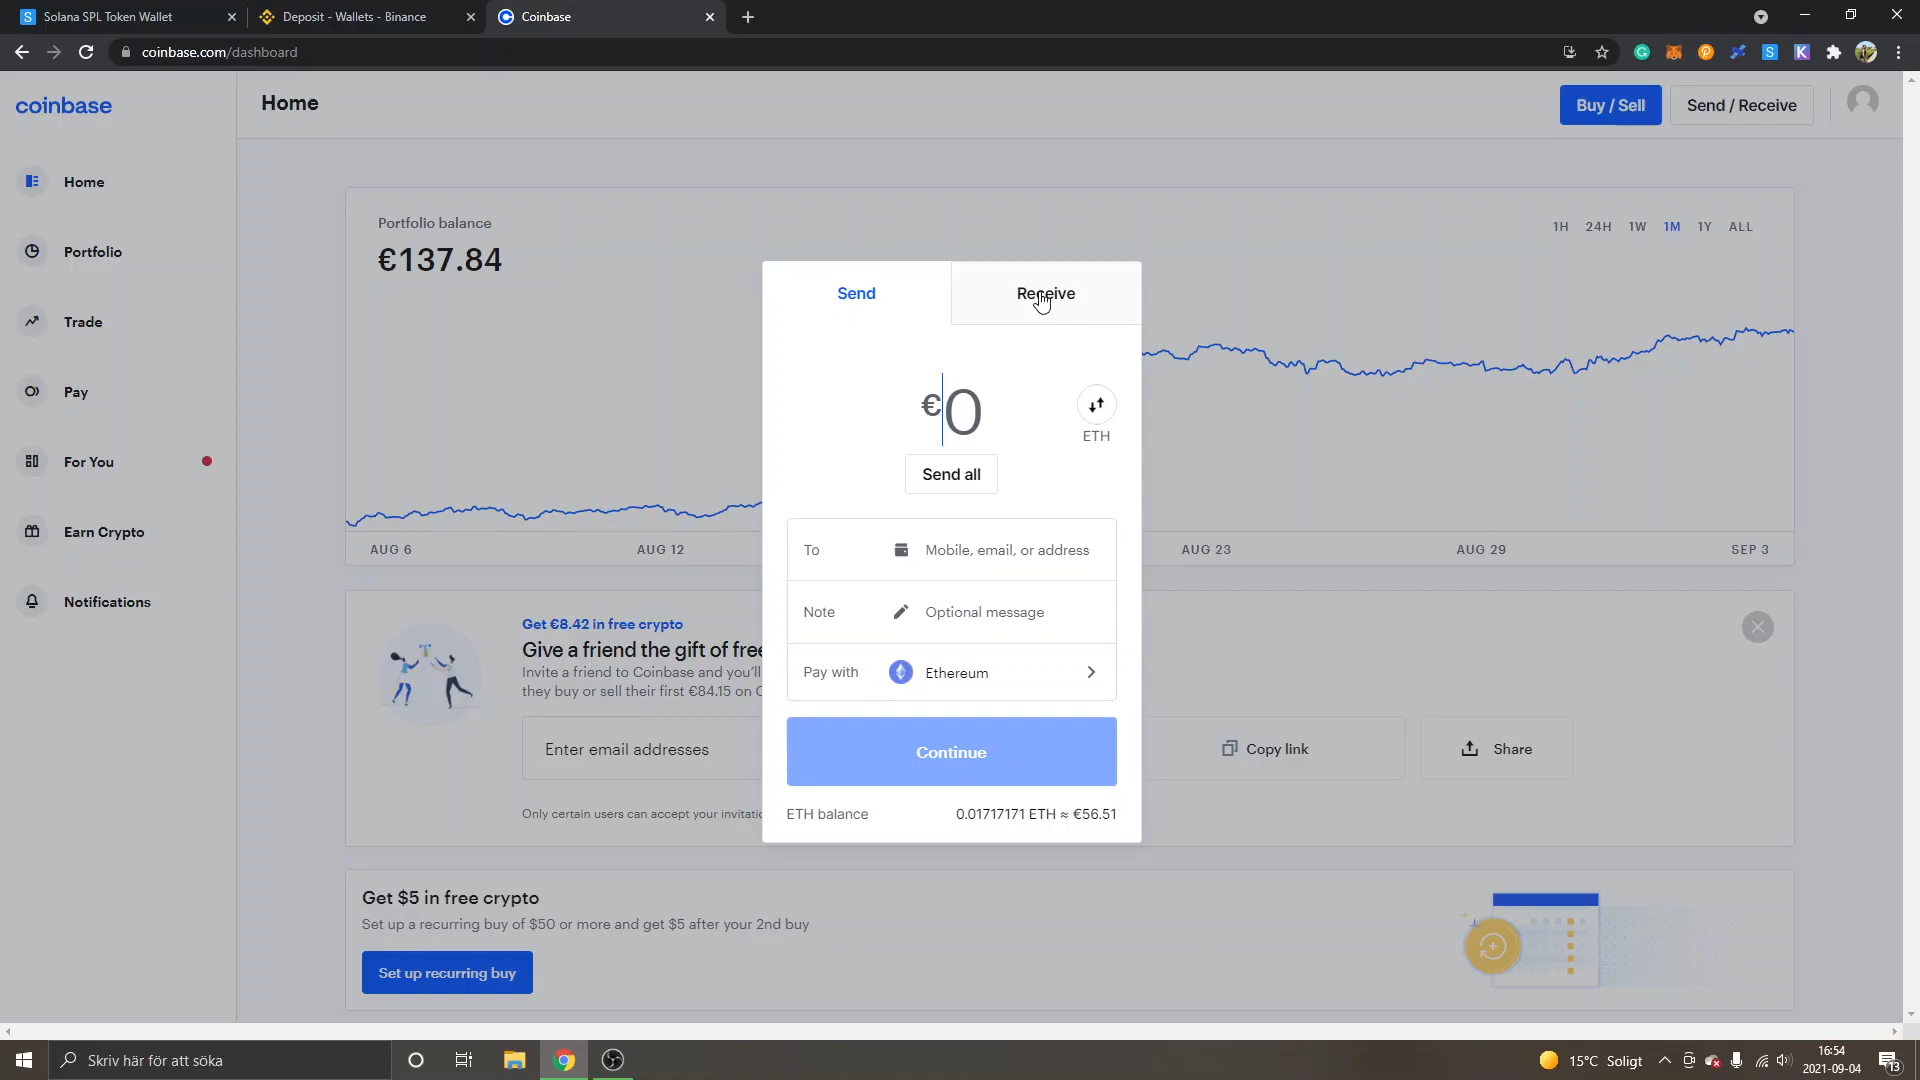 Solana SPL Token Wallet
Deposit - Wallets - Binance
Coinbase
coinbase.com/dashboard
coinbase
Home
Buy / Sell
Send / Receive
Home
Portfolio
Trade
Pay
For You
Earn Crypto
Notifications
Portfolio balance
€137.84
1H 24H 1W 1M 1Y ALL
Send
Receive
€0
ETH
Send all
To Mobile, email, or address
Note Optional message
Pay with Ethereum
Continue
ETH balance 0.01717171 ETH ≈ €56.51
AUG 6 AUG 12 AUG 23 AUG 29 SEP 3
Get €8.42 in free crypto
Give a friend the gift of free
Invite a friend to Coinbase and you'll
they buy or sell their first €84.15 on C
Enter email addresses
Copy link
Share
Only certain users can accept your invitatio
Get $5 in free crypto
Set up a recurring buy of $50 or more and get $5 after your 2nd buy
Set up recurring buy
Skriv här för att söka
15°C Soligt
16:54
2021-09-04
13